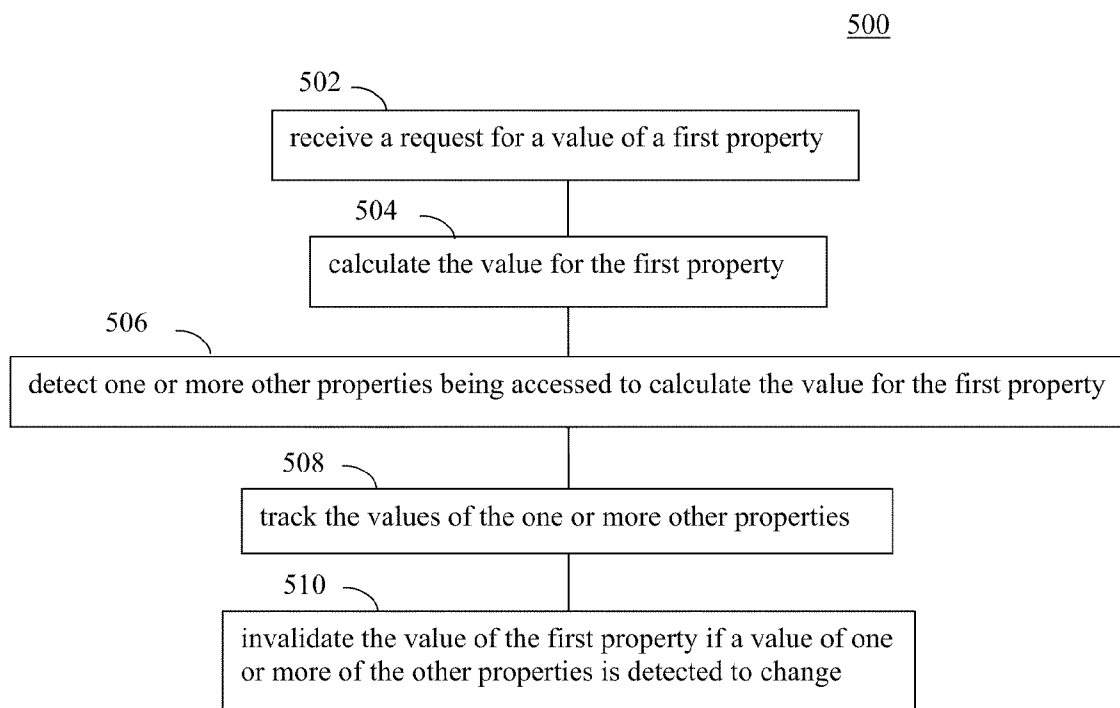 500
502
receive a request for a value of a first property
504
calculate the value for the first property
506
detect one or more other properties being accessed to calculate the value for the first property
508
track the values of the one or more other properties
510
invalidate the value of the first property if a value of one
or more of the other properties is detected to change